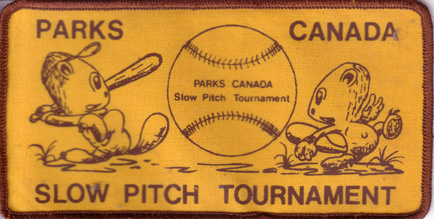 PARKS CANADA
PARKS CANADA
Slow Pitch Tournament
SLOW PITCH TOURNAMENT